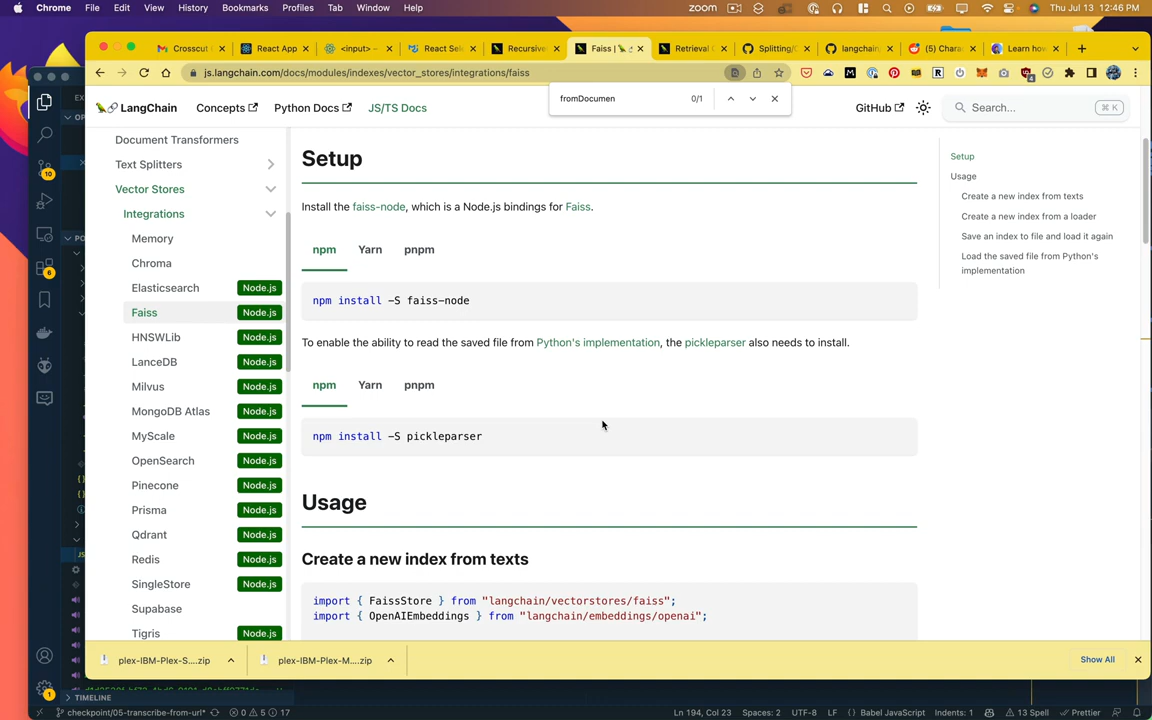 Chrome File Edit View History Bookmarks Profiles Tab Window Help zoom Thu Jul 13 12:46 PM
Crosscut React App <input> React Sel Recursive Faiss | Retrieval Splitting/ langchain, (5) Chara Learn how
js.langchain.com/docs/modules/indexes/vector_stores/integrations/faiss
fromDocumen 0/1
LangChain Concepts Python Docs JS/TS Docs GitHub Search... ⌘ K
Document Transformers
Text Splitters
Vector Stores
Integrations
Memory
Chroma
Elasticsearch Node.js
Faiss Node.js
HNSWLib Node.js
LanceDB Node.js
Milvus Node.js
MongoDB Atlas Node.js
MyScale Node.js
OpenSearch Node.js
Pinecone Node.js
Prisma Node.js
Qdrant Node.js
Redis Node.js
SingleStore Node.js
Supabase
Tigris Node.js
Setup
Install the faiss-node, which is a Node.js bindings for Faiss.
npm Yarn pnpm
npm install -S faiss-node
To enable the ability to read the saved file from Python's implementation, the pickleparser also needs to install.
npm Yarn pnpm
npm install -S pickleparser
Usage
Create a new index from texts
import { FaissStore } from "langchain/vectorstores/faiss";
import { OpenAIEmbeddings } from "langchain/embeddings/openai";
Setup
Usage
Create a new index from texts
Create a new index from a loader
Save an index to file and load it again
Load the saved file from Python's
implementation
plex-IBM-Plex-S....zip plex-IBM-Plex-M....zip Show All
EX
OP
PO
JS
10
6
1
TIMELINE
checkpoint/05-transcribe-from-url* 0 5 17 Ln 194, Col 23 Spaces: 2 UTF-8 LF {} Babel JavaScript Indents: 1 13 Spell Prettier